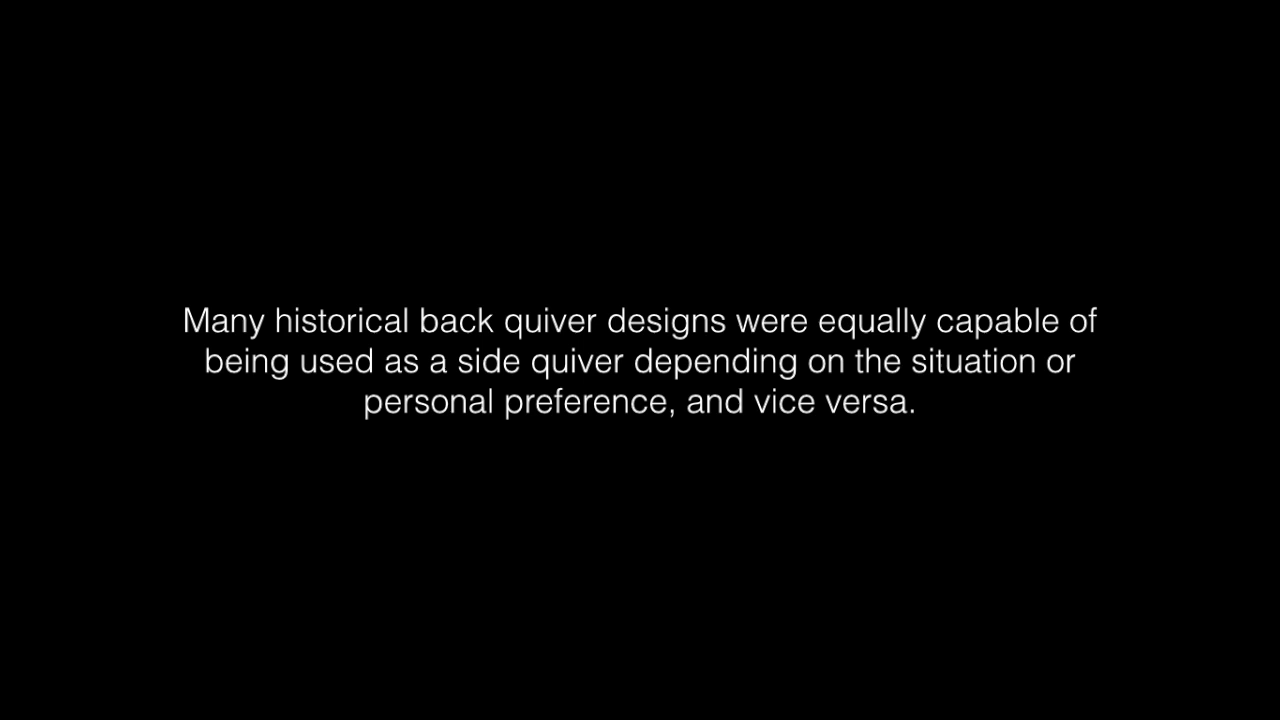 Many historical back quiver designs were equally capable of
being used as a side quiver depending on the situation or
personal preference, and vice versa.